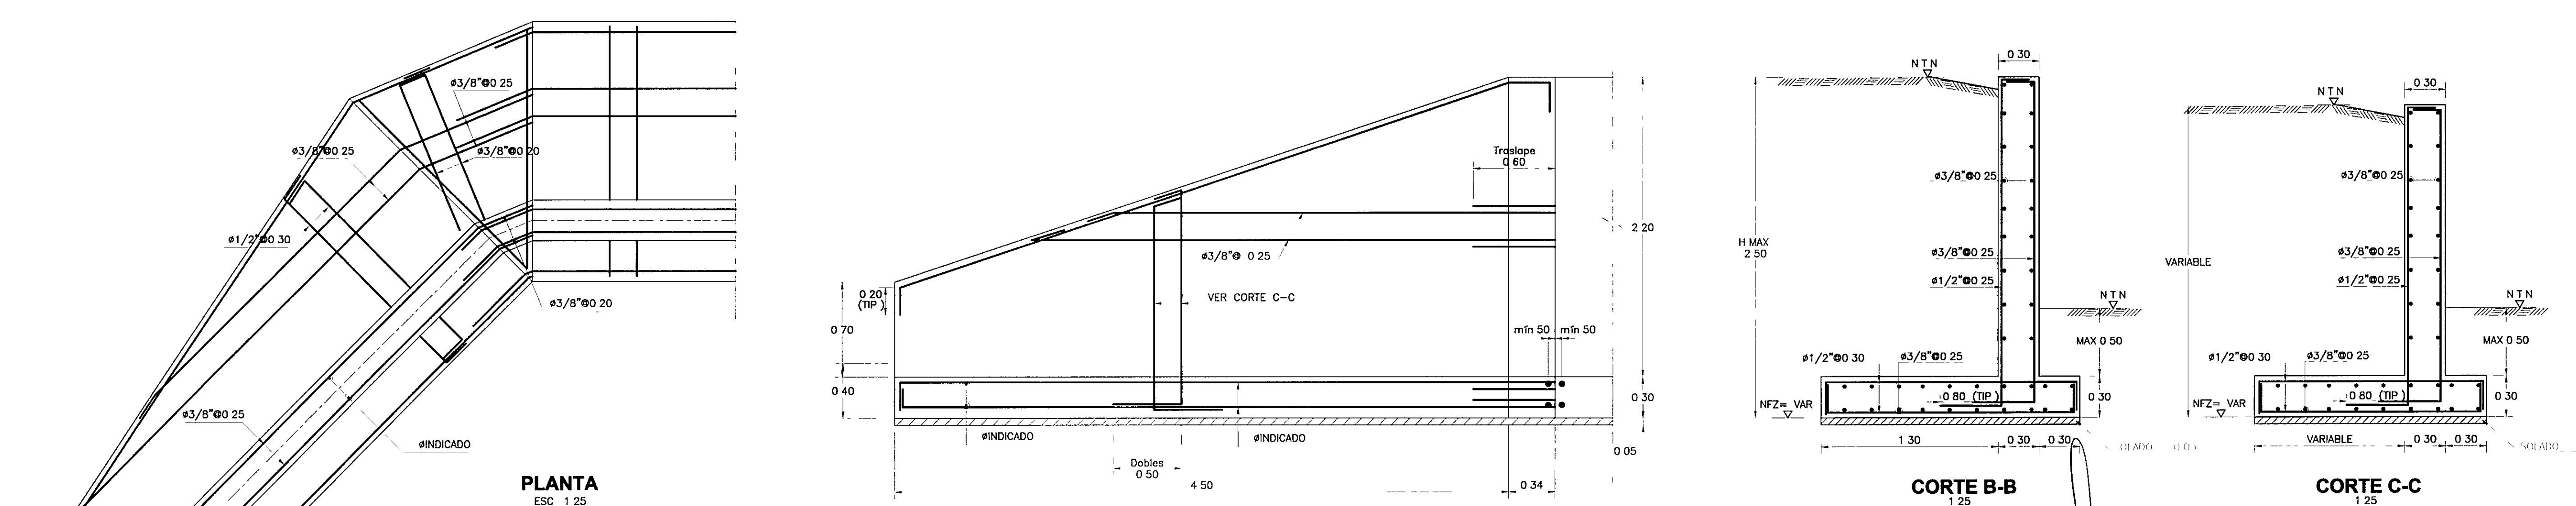 ø3/8"@0 25
ø3/8"@0 25
ø3/8"@0 20
ø1/2"@0 30
ø3/8"@0 20
ø3/8"@0 25
øINDICADO
PLANTA
ESC 1 25
Traslape
0 60
2 20
ø3/8"@ 0 25
0 20
(TIP )
VER CORTE C-C
0 70
mín 50 mín 50
0 40
0 30
øINDICADO
øINDICADO
0 05
Dobles
0 50
4 50
0 34
0 30
N T N
ø3/8"@0 25
H MAX
2 50
ø3/8"@0 25
ø1/2"@0 25
N T N
MAX 0 50
ø1/2"@0 30
ø3/8"@0 25
0 80 (TIP )
NFZ= VAR
0 30
1 30
0 30
0 30
OLADO
CORTE B-B
1 25
0 30
N T N
ø3/8"@0 25
VARIABLE
ø3/8"@0 25
ø1/2"@0 25
N T N
MAX 0 50
ø1/2"@0 30
ø3/8"@0 25
0 80 (TIP )
NFZ= VAR
0 30
VARIABLE
0 30
0 30
SOLADO
CORTE C-C
1 25